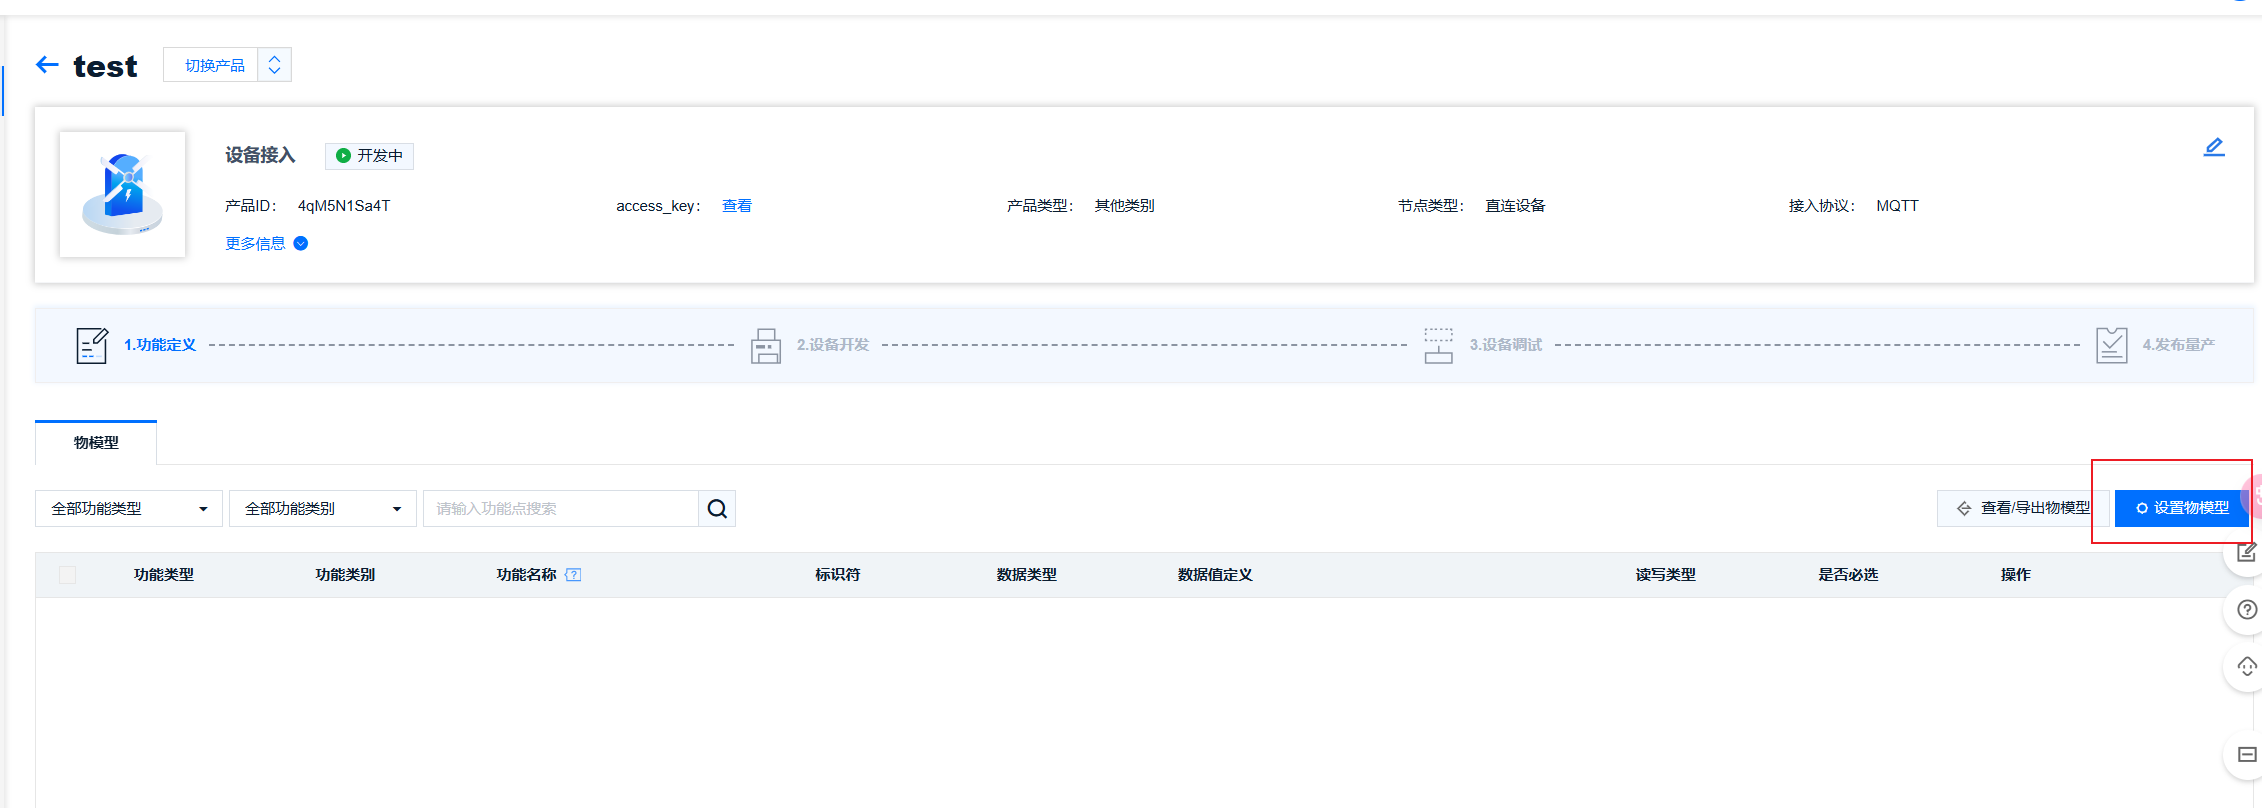 test 切换产品
设备接入 开发中
产品ID： 4qM5N1Sa4T access_key： 查看 产品类型： 其他类别 节点类型： 直连设备 接入协议： MQTT
更多信息
1.功能定义 2.设备开发 3.设备调试 4.发布量产
物模型
全部功能类型 全部功能类别 请输入功能点搜索 查看/导出物模型 设置物模型
功能类型 功能类别 功能名称 标识符 数据类型 数据值定义 读写类型 是否必选 操作